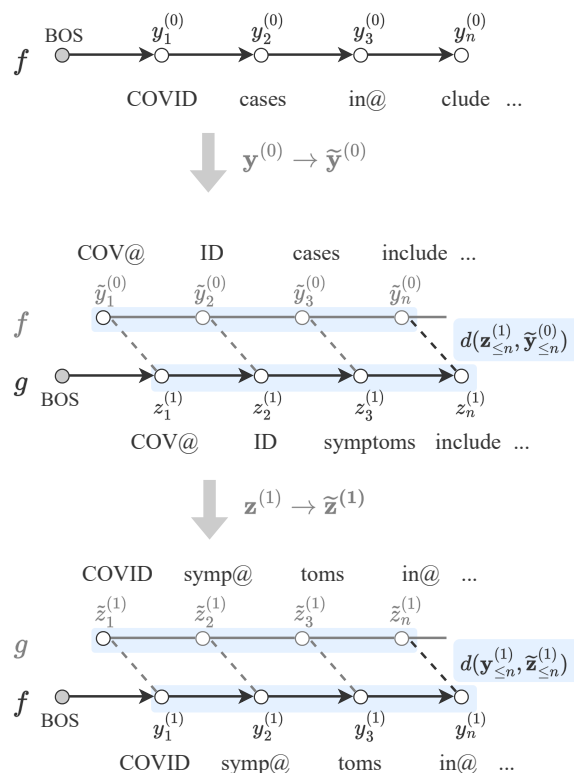 BOS y_1^{(0)} y_2^{(0)} y_3^{(0)} y_n^{(0)}
f
COVID cases in@ clude ...
𝐲^{(0)} → 𝐲̃^{(0)}
COV@ ID cases include ...
ỹ_1^{(0)} ỹ_2^{(0)} ỹ_3^{(0)} ỹ_n^{(0)}
f
d(𝐳_{≤n}^{(1)}, 𝐲̃_{≤n}^{(0)})
g
BOS z_1^{(1)} z_2^{(1)} z_3^{(1)} z_n^{(1)}
COV@ ID symptoms include ...
𝐳^{(1)} → 𝐳̃^{(1)}
COVID symp@ toms in@ ...
z̃_1^{(1)} z̃_2^{(1)} z̃_3^{(1)} z̃_n^{(1)}
g
d(𝐲_{≤n}^{(1)}, 𝐳̃_{≤n}^{(1)})
f
BOS y_1^{(1)} y_2^{(1)} y_3^{(1)} y_n^{(1)}
COVID symp@ toms in@ ...